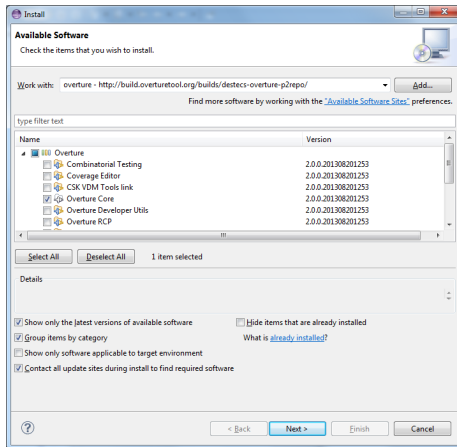 Install
Available Software
Check the items that you wish to install.
Work with: overture - http://build.overturetool.org/builds/destecs-overture-p2repo/ Add...
Find more software by working with the "Available Software Sites" preferences.
type filter text
Name Version
Overture
Combinatorial Testing 2.0.0.201308201253
Coverage Editor 2.0.0.201308201253
CSK VDM Tools link 2.0.0.201308201253
Overture Core 2.0.0.201308201253
Overture Developer Utils 2.0.0.201308201253
Overture RCP 2.0.0.201308201253
Select All Deselect All 1 item selected
Details
Show only the latest versions of available software Hide items that are already installed
Group items by category What is already installed?
Show only software applicable to target environment
Contact all update sites during install to find required software
< Back Next > Finish Cancel